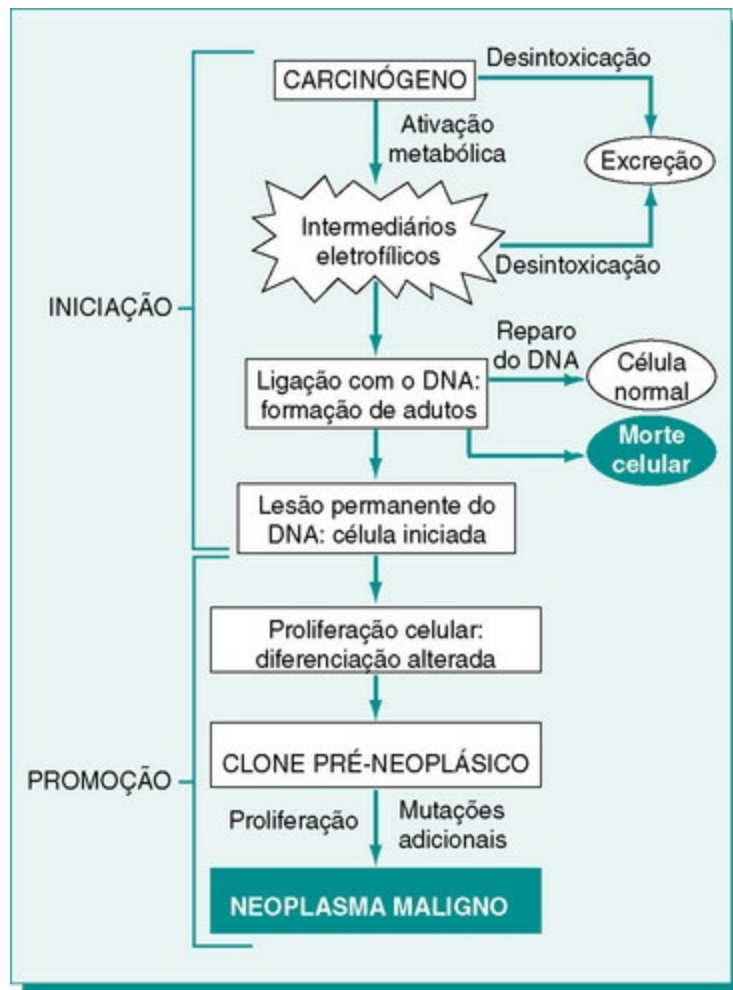 CARCINÓGENO
Desintoxicação
Ativação
metabólica
Excreção
Intermediários
eletrofílicos
Desintoxicação
INICIAÇÃO
Reparo
do DNA
Célula
normal
Ligação com o DNA:
formação de adutos
Morte
celular
Lesão permanente do
DNA: célula iniciada
Proliferação celular:
diferenciação alterada
PROMOÇÃO
CLONE PRÉ-NEOPLÁSICO
Proliferação
Mutações
adicionais
NEOPLASMA MALIGNO